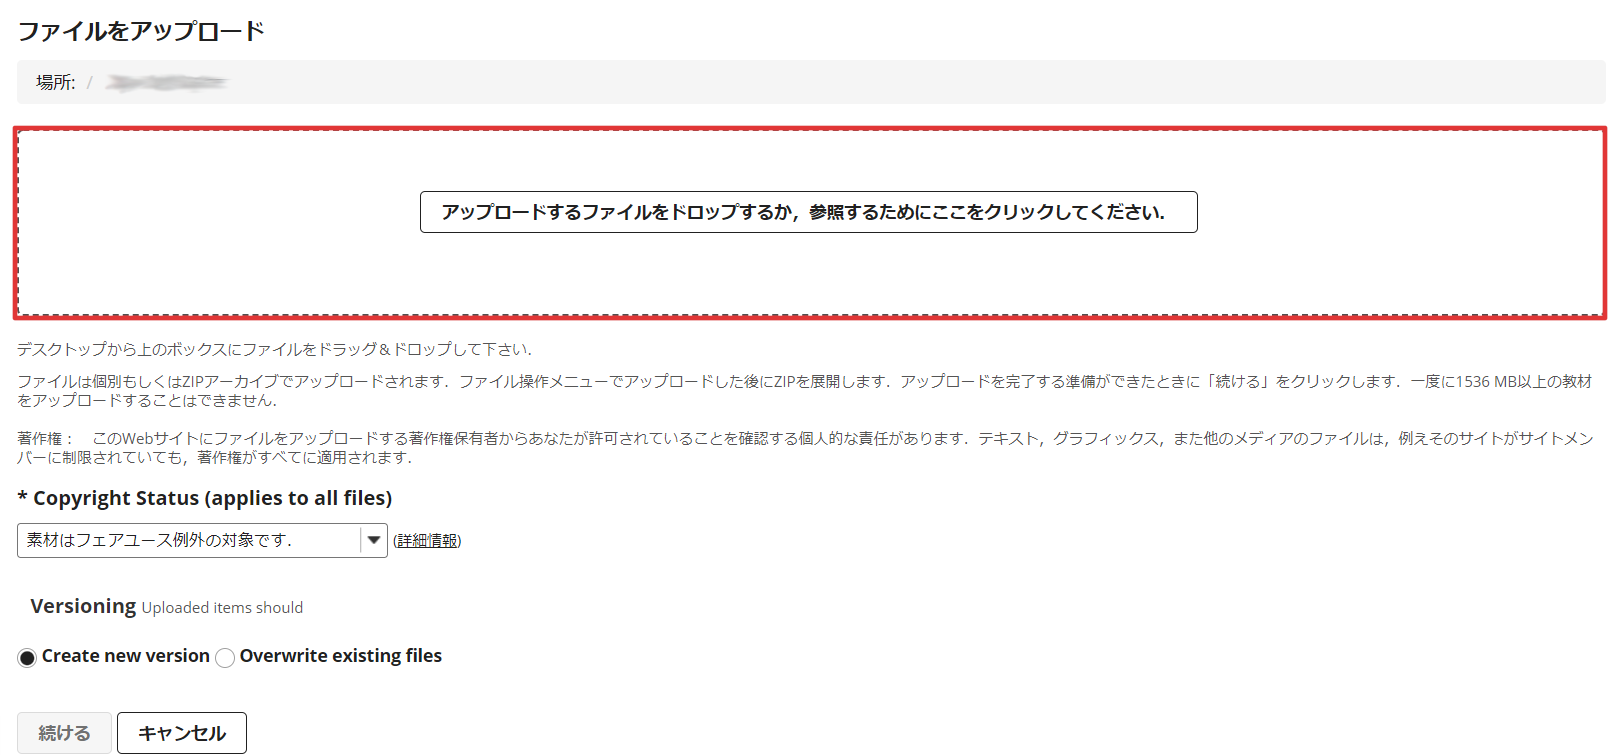 ファイルをアップロード
場所: /
アップロードするファイルをドロップするか，参照するためにここをクリックしてください．
デスクトップから上のボックスにファイルをドラッグ＆ドロップして下さい．
ファイルは個別もしくはZIPアーカイブでアップロードされます．ファイル操作メニューでアップロードした後にZIPを展開します．アップロードを完了する準備ができたときに「続ける」をクリックします．一度に1536 MB以上の教材
をアップロードすることはできません．
著作権： このWebサイトにファイルをアップロードする著作権保有者からあなたが許可されていることを確認する個人的な責任があります．テキスト，グラフィックス，また他のメディアのファイルは，例えそのサイトがサイトメン
バーに制限されていても，著作権がすべてに適用されます．
* Copyright Status (applies to all files)
素材はフェアユース例外の対象です． (詳細情報)
Versioning Uploaded items should
Create new version Overwrite existing files
続ける キャンセル